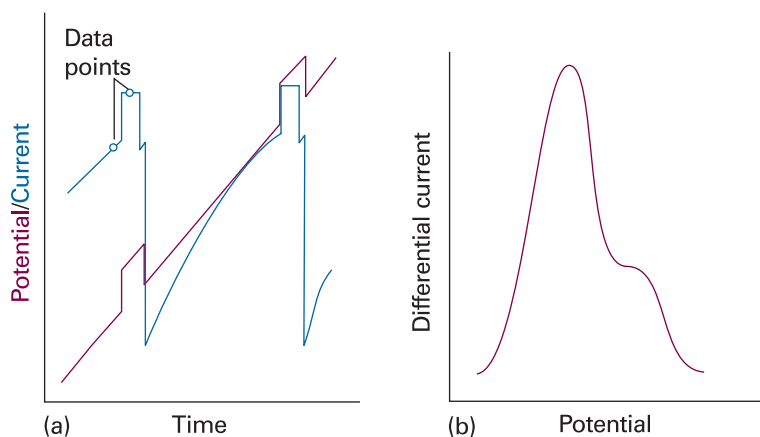 Data
points
Potential/Current
(a)
Time
Differential current
(b)
Potential